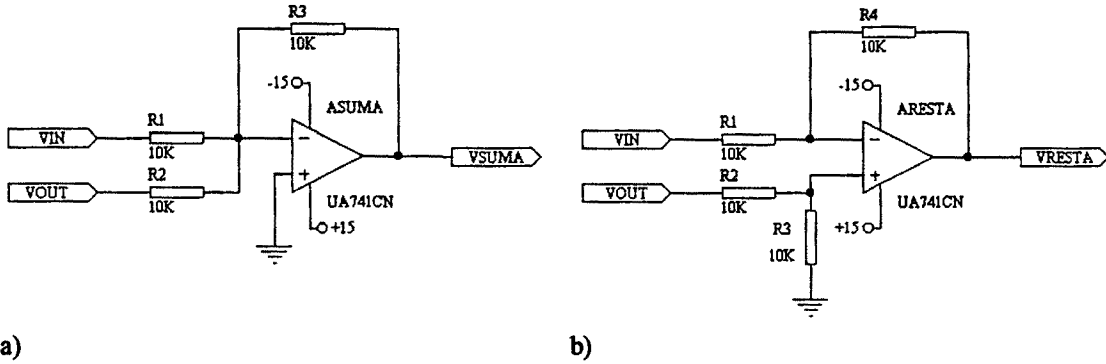 R3
10K
-15
ASUMA
VIN
R1
10K
VSUMA
VOUT
R2
10K
UA741CN
+15
a)
R4
10K
-15
ARESTA
VIN
R1
10K
VRESTA
VOUT
R2
10K
UA741CN
R3
10K
+15
b)